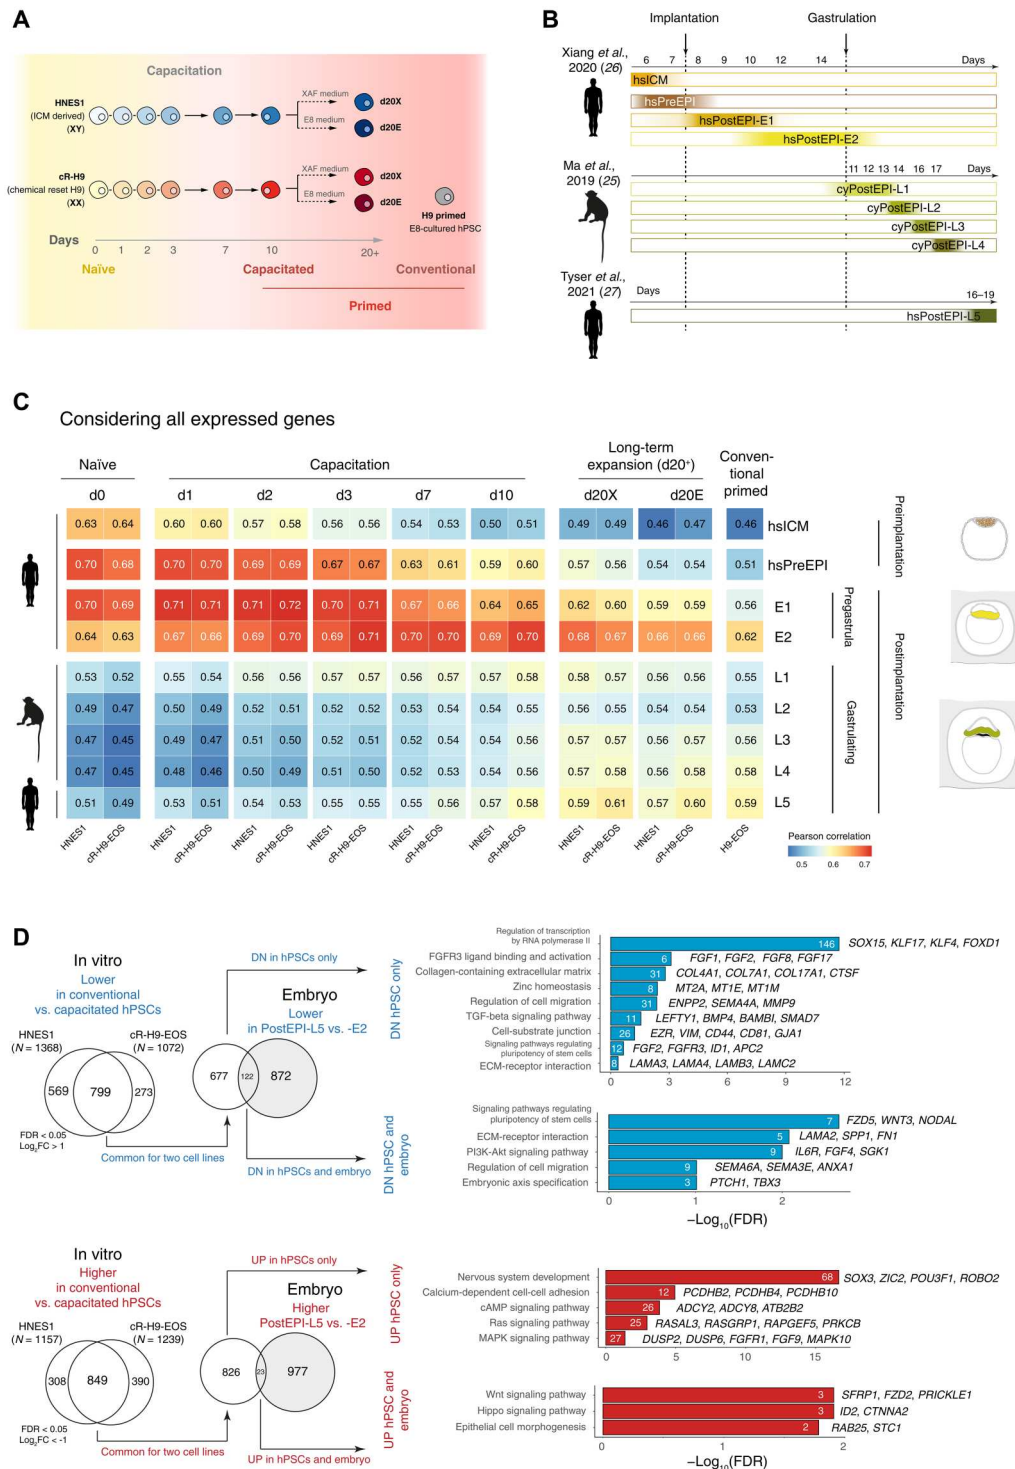 A
Capacitation
HNES1
(ICM derived)
(XY)
XAF medium
d20X
E8 medium
d20E
cR-H9
(chemical reset H9)
(XX)
XAF medium
d20X
E8 medium
d20E
H9 primed
E8-cultured hPSC
Days
0 1 2 3 7 10 20+
Naïve
Capacitated
Conventional
Primed
B
Implantation
Gastrulation
Xiang et al.,
2020 (26)
6 7 8 9 10 12 14 Days
hsICM
hsPreEPI
hsPostEPI-E1
hsPostEPI-E2
Ma et al.,
2019 (25)
11 12 13 14 16 17 Days
cyPostEPI-L1
cyPostEPI-L2
cyPostEPI-L3
cyPostEPI-L4
Tyser et al.,
2021 (27)
Days
16–19
hsPostEPI-L5
C
Considering all expressed genes
Naïve
Capacitation
Long-term
expansion (d20+)
Conven-
tional
primed
d0 d1 d2 d3 d7 d10 d20X d20E
0.63 0.64 0.60 0.60 0.57 0.58 0.56 0.56 0.54 0.53 0.50 0.51 0.49 0.49 0.46 0.47 0.46 hsICM
0.70 0.68 0.70 0.70 0.69 0.69 0.67 0.67 0.63 0.61 0.59 0.60 0.57 0.56 0.54 0.54 0.51 hsPreEPI
0.70 0.69 0.71 0.71 0.71 0.72 0.70 0.71 0.67 0.66 0.64 0.65 0.62 0.60 0.59 0.59 0.56 E1
0.64 0.63 0.67 0.66 0.69 0.70 0.69 0.71 0.70 0.70 0.69 0.70 0.68 0.67 0.66 0.66 0.62 E2
0.53 0.52 0.55 0.54 0.56 0.56 0.57 0.57 0.56 0.57 0.57 0.58 0.58 0.57 0.56 0.56 0.55 L1
0.49 0.47 0.50 0.49 0.52 0.51 0.52 0.52 0.52 0.54 0.54 0.55 0.56 0.55 0.54 0.54 0.53 L2
0.47 0.45 0.49 0.47 0.51 0.50 0.52 0.51 0.52 0.54 0.54 0.56 0.57 0.57 0.56 0.57 0.56 L3
0.47 0.45 0.48 0.46 0.50 0.49 0.51 0.50 0.52 0.53 0.54 0.56 0.57 0.58 0.56 0.58 0.58 L4
0.51 0.49 0.53 0.51 0.54 0.53 0.55 0.55 0.55 0.56 0.57 0.58 0.59 0.61 0.57 0.60 0.59 L5
HNES1 cR-H9-EOS HNES1 cR-H9-EOS HNES1 cR-H9-EOS HNES1 cR-H9-EOS HNES1 cR-H9-EOS HNES1 cR-H9-EOS HNES1 cR-H9-EOS HNES1 cR-H9-EOS H9-EOS
Preimplantation
Pregastrula
Gastrulating
Postimplantation
Pearson correlation
0.5 0.6 0.7
D
In vitro
Lower
in conventional
vs. capacitated hPSCs
HNES1
(N = 1368)
cR-H9-EOS
(N = 1072)
569 799 273
FDR < 0.05
Log2FC > 1
Common for two cell lines
DN in hPSCs only
Embryo
Lower
in PostEPI-L5 vs. -E2
677 122 872
DN in hPSCs and embryo
DN hPSC only
DN hPSC and
embryo
Regulation of transcription
by RNA polymerase II
146
SOX15, KLF17, KLF4, FOXD1
FGFR3 ligand binding and activation
6
FGF1, FGF2, FGF8, FGF17
Collagen-containing extracellular matrix
31
COL4A1, COL7A1, COL17A1, CTSF
Zinc homeostasis
8
MT2A, MT1E, MT1M
Regulation of cell migration
31
ENPP2, SEMA4A, MMP9
TGF-beta signaling pathway
11
LEFTY1, BMP4, BAMBI, SMAD7
Cell-substrate junction
26
EZR, VIM, CD44, CD81, GJA1
Signaling pathways regulating
pluripotency of stem cells
12
FGF2, FGFR3, ID1, APC2
ECM-receptor interaction
8
LAMA3, LAMA4, LAMB3, LAMC2
0 3 6 9 12
Signaling pathways regulating
pluripotency of stem cells
7
FZD5, WNT3, NODAL
ECM-receptor interaction
5
LAMA2, SPP1, FN1
PI3K-Akt signaling pathway
9
IL6R, FGF4, SGK1
Regulation of cell migration
9
SEMA6A, SEMA3E, ANXA1
Embryonic axis specification
3
PTCH1, TBX3
0 1 2
−Log10(FDR)
In vitro
Higher
in conventional
vs. capacitated hPSCs
HNES1
(N = 1157)
cR-H9-EOS
(N = 1239)
308 849 390
FDR < 0.05
Log2FC < -1
Common for two cell lines
UP in hPSCs only
Embryo
Higher
PostEPI-L5 vs. -E2
826 23 977
UP in hPSCs and embryo
UP hPSC only
UP hPSC and
embryo
Nervous system development
68
SOX3, ZIC2, POU3F1, ROBO2
Calcium-dependent cell-cell adhesion
12
PCDHB2, PCDHB4, PCDHB10
cAMP signaling pathway
26
ADCY2, ADCY8, ATB2B2
Ras signaling pathway
25
RASAL3, RASGRP1, RAPGEF5, PRKCB
MAPK signaling pathway
27
DUSP2, DUSP6, FGFR1, FGF9, MAPK10
0 5 10 15
Wnt signaling pathway
3
SFRP1, FZD2, PRICKLE1
Hippo signaling pathway
3
ID2, CTNNA2
Epithelial cell morphogenesis
2
RAB25, STC1
0 1 2
−Log10(FDR)